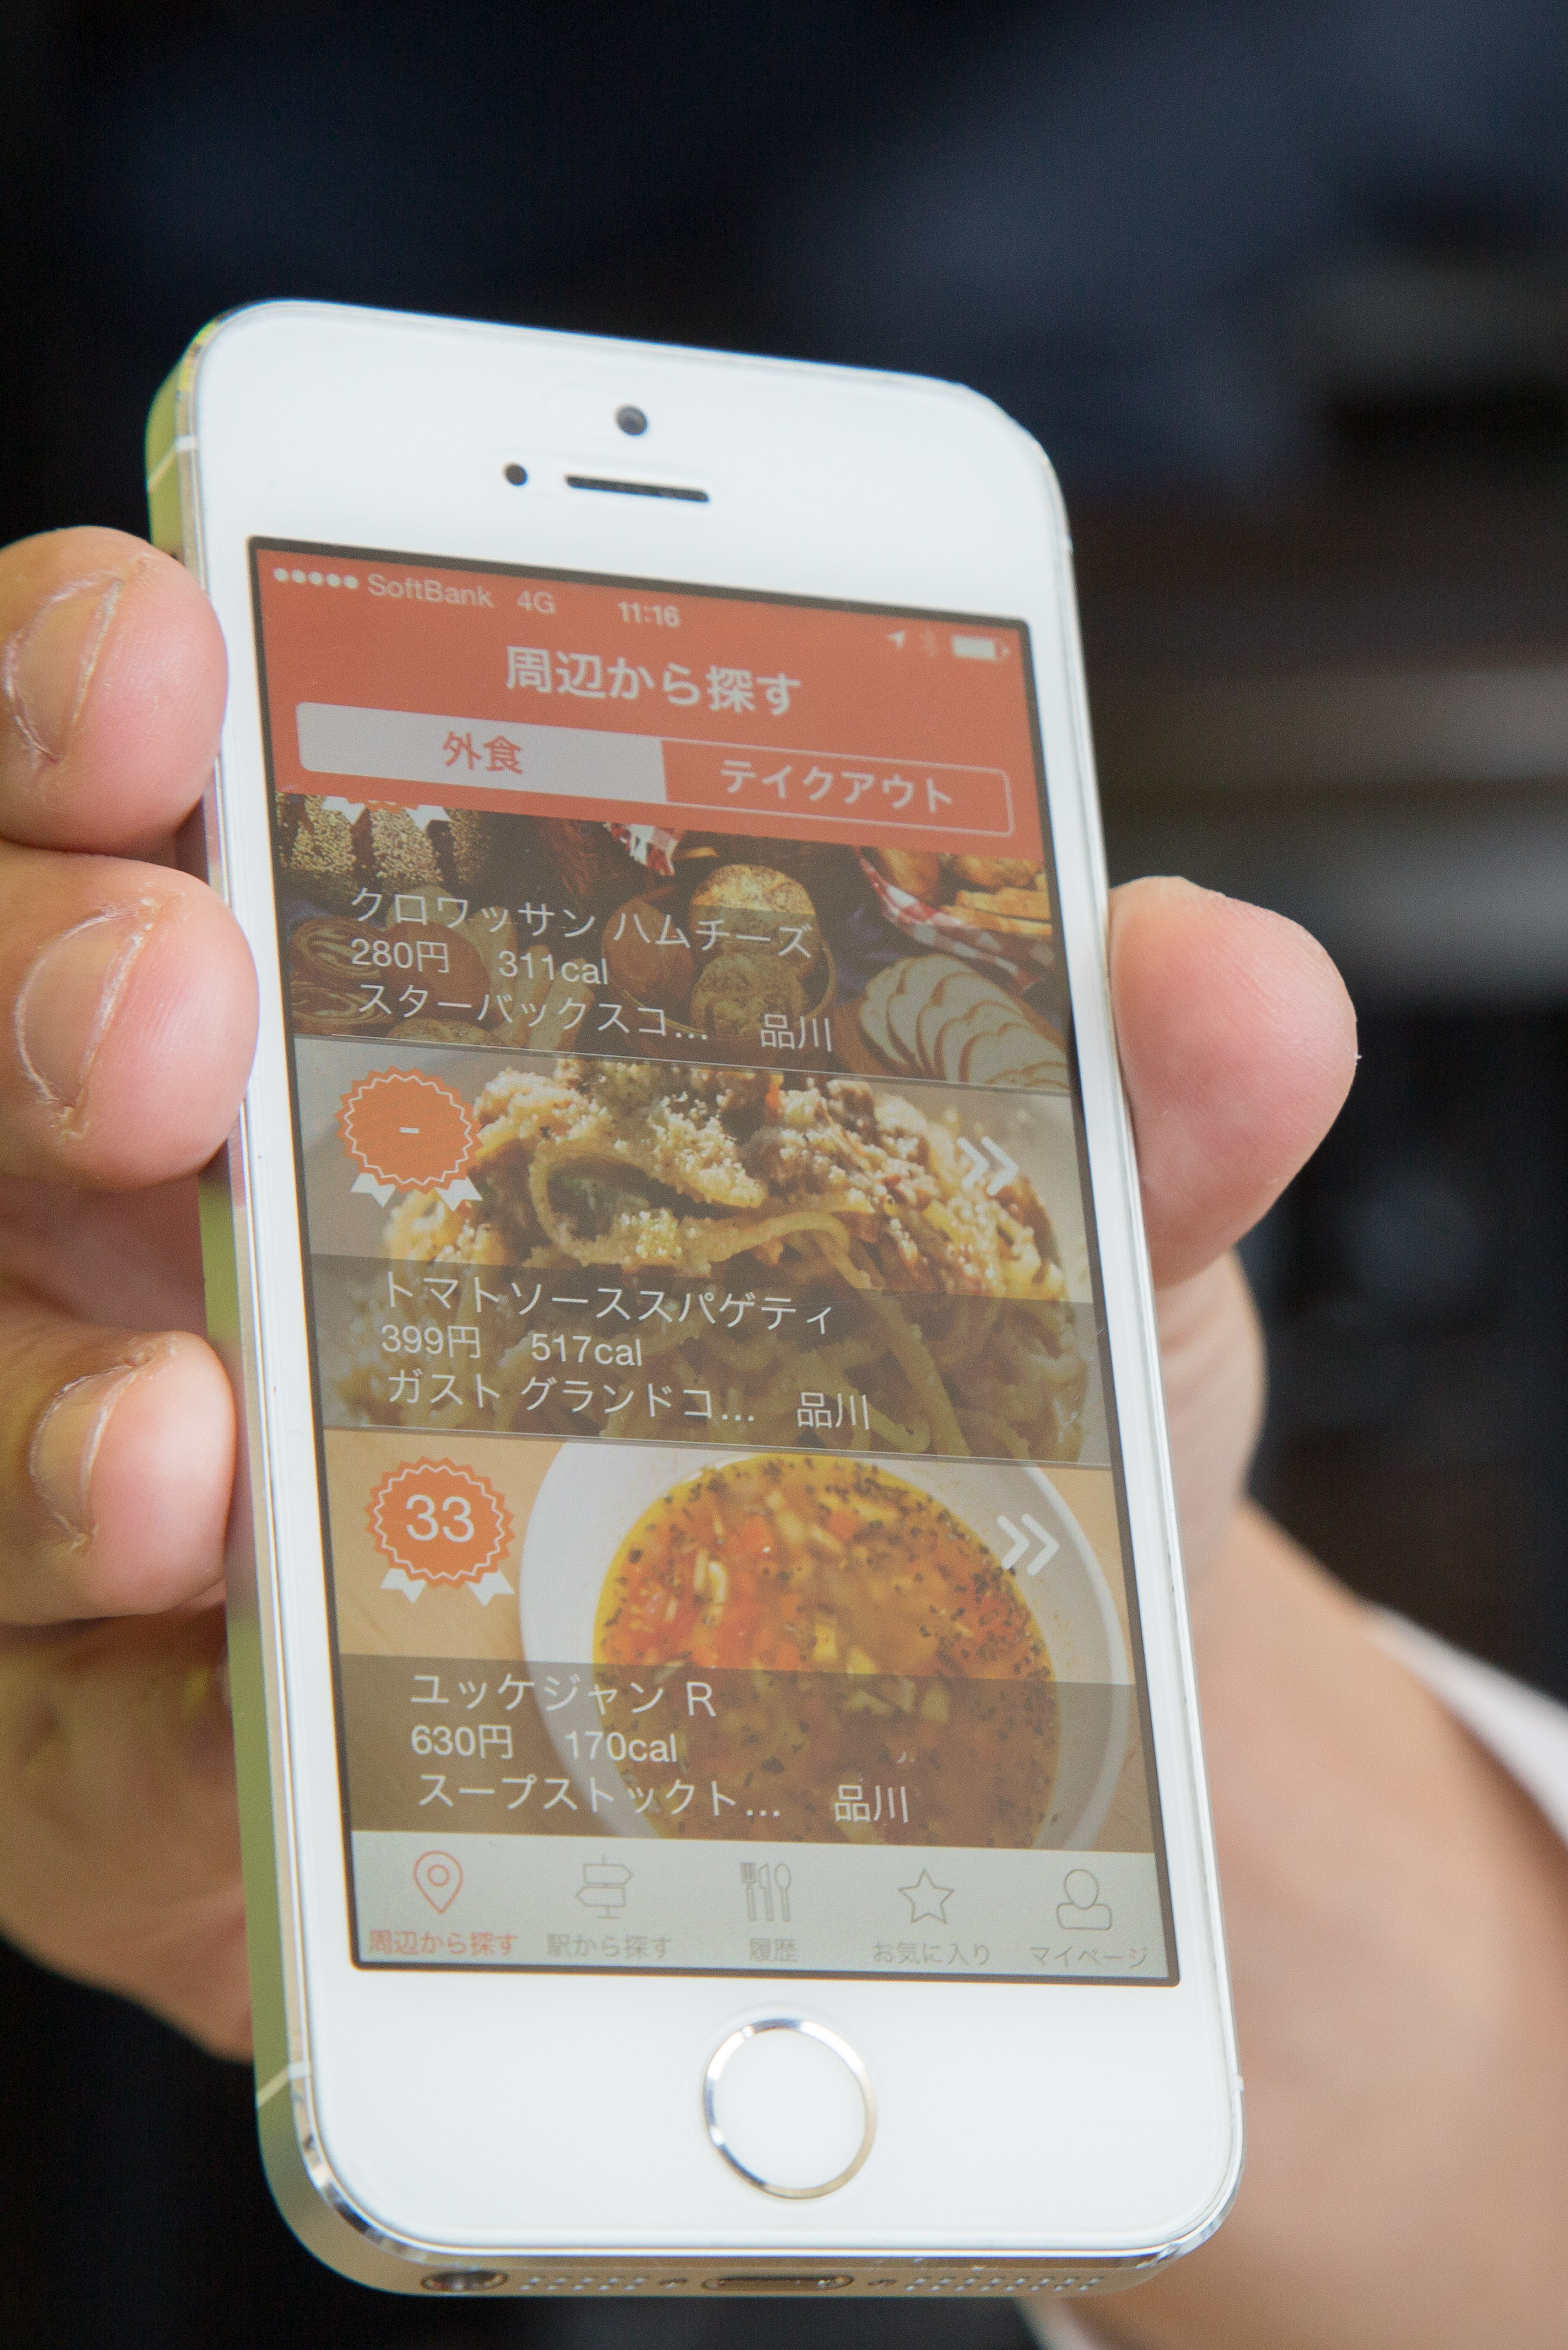 SoftBank 4G 11:16
周辺から探す
外食 テイクアウト
クロワッサン ハムチーズ
280円 311cal
スターバックスコ... 品川
-
トマトソーススパゲティ
399円 517cal
ガスト グランドコ... 品川
33
ユッケジャン R
630円 170cal
スープストックト... 品川
周辺から探す 駅から探す 履歴 お気に入り マイページ